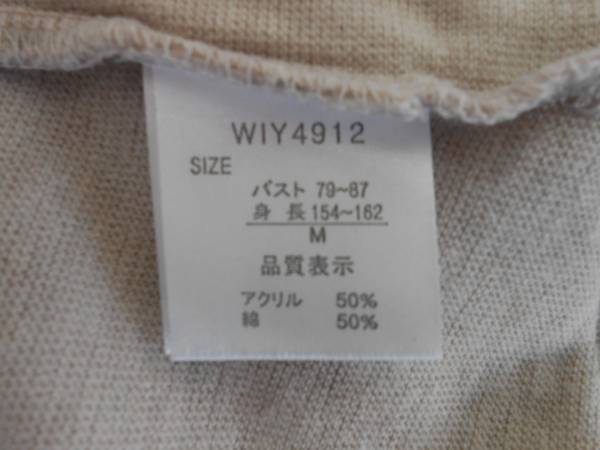 WIY4912
SIZE
バスト 79~87
身 長 154~162
M
品質表示
アクリル 50%
綿 50%